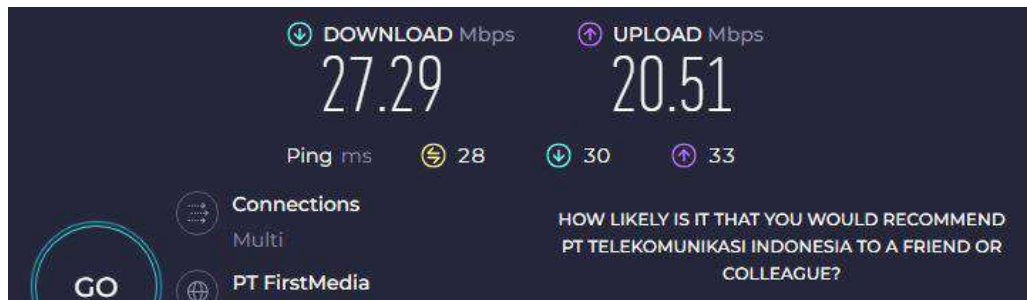 DOWNLOAD Mbps UPLOAD Mbps
27.29 20.51
Ping ms 28 30 33
Connections
Multi
HOW LIKELY IS IT THAT YOU WOULD RECOMMEND
PT TELEKOMUNIKASI INDONESIA TO A FRIEND OR
COLLEAGUE?
GO
PT FirstMedia